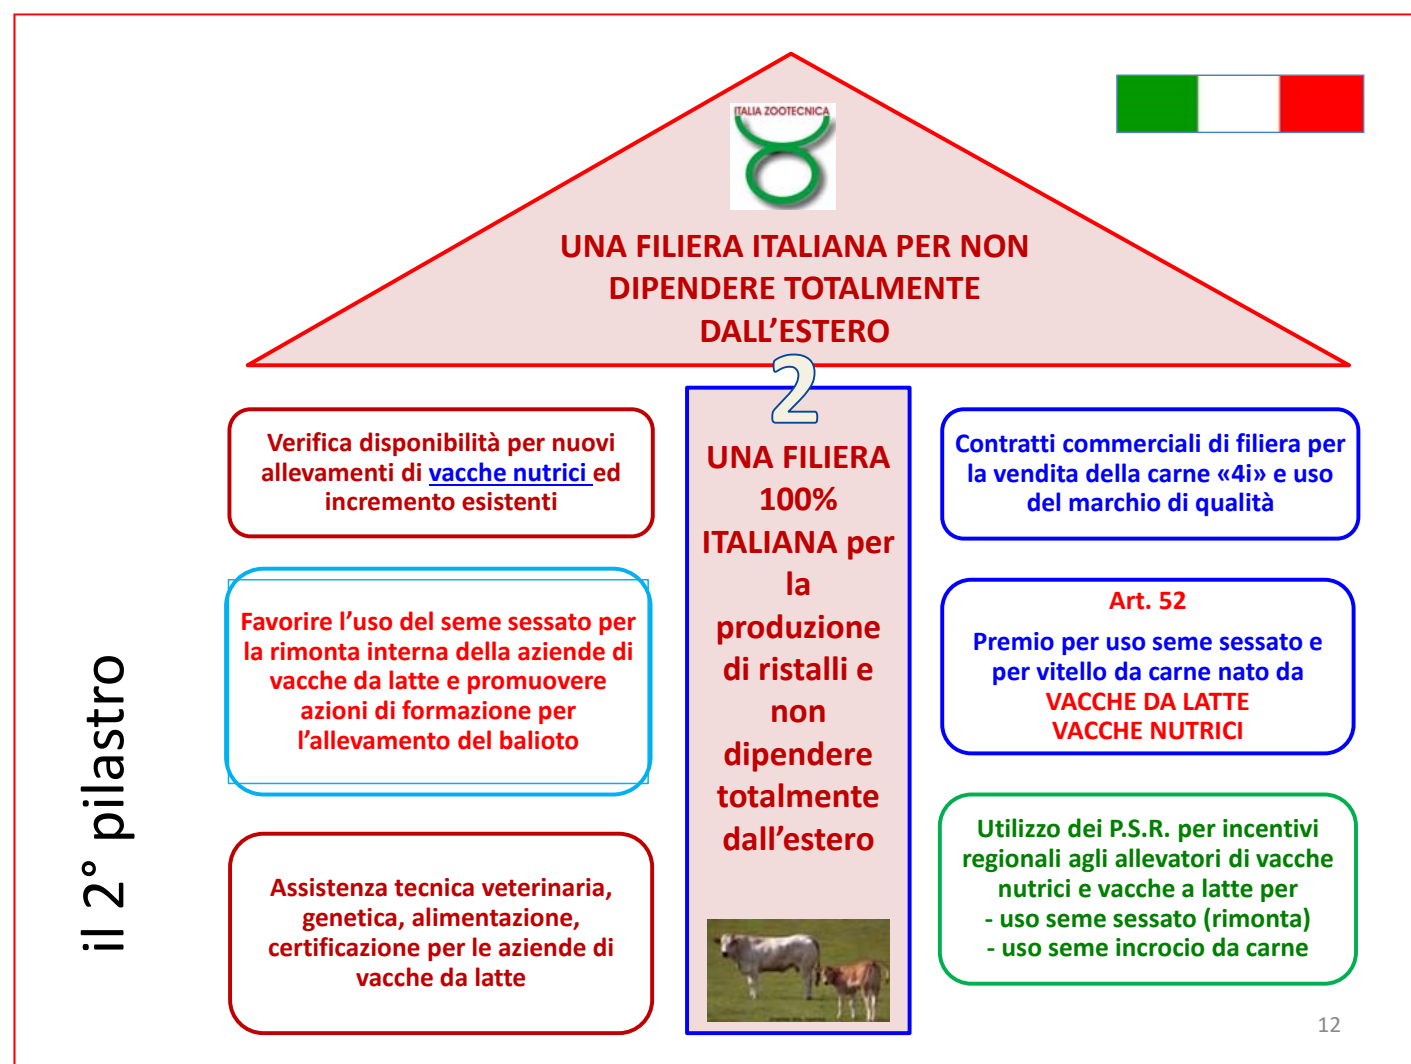 ITALIA ZOOTECNICA
UNA FILIERA ITALIANA PER NON
DIPENDERE TOTALMENTE
DALL’ESTERO
2
UNA FILIERA
100%
ITALIANA per
la
produzione
di ristalli e
non
dipendere
totalmente
dall’estero
il 2° pilastro
Verifica disponibilità per nuovi
allevamenti di vacche nutrici ed
incremento esistenti
Favorire l’uso del seme sessato per
la rimonta interna della aziende di
vacche da latte e promuovere
azioni di formazione per
l’allevamento del balioto
Assistenza tecnica veterinaria,
genetica, alimentazione,
certificazione per le aziende di
vacche da latte
Contratti commerciali di filiera per
la vendita della carne «4i» e uso
del marchio di qualità
Art. 52
Premio per uso seme sessato e
per vitello da carne nato da
VACCHE DA LATTE
VACCHE NUTRICI
Utilizzo dei P.S.R. per incentivi
regionali agli allevatori di vacche
nutrici e vacche a latte per
- uso seme sessato (rimonta)
- uso seme incrocio da carne
12